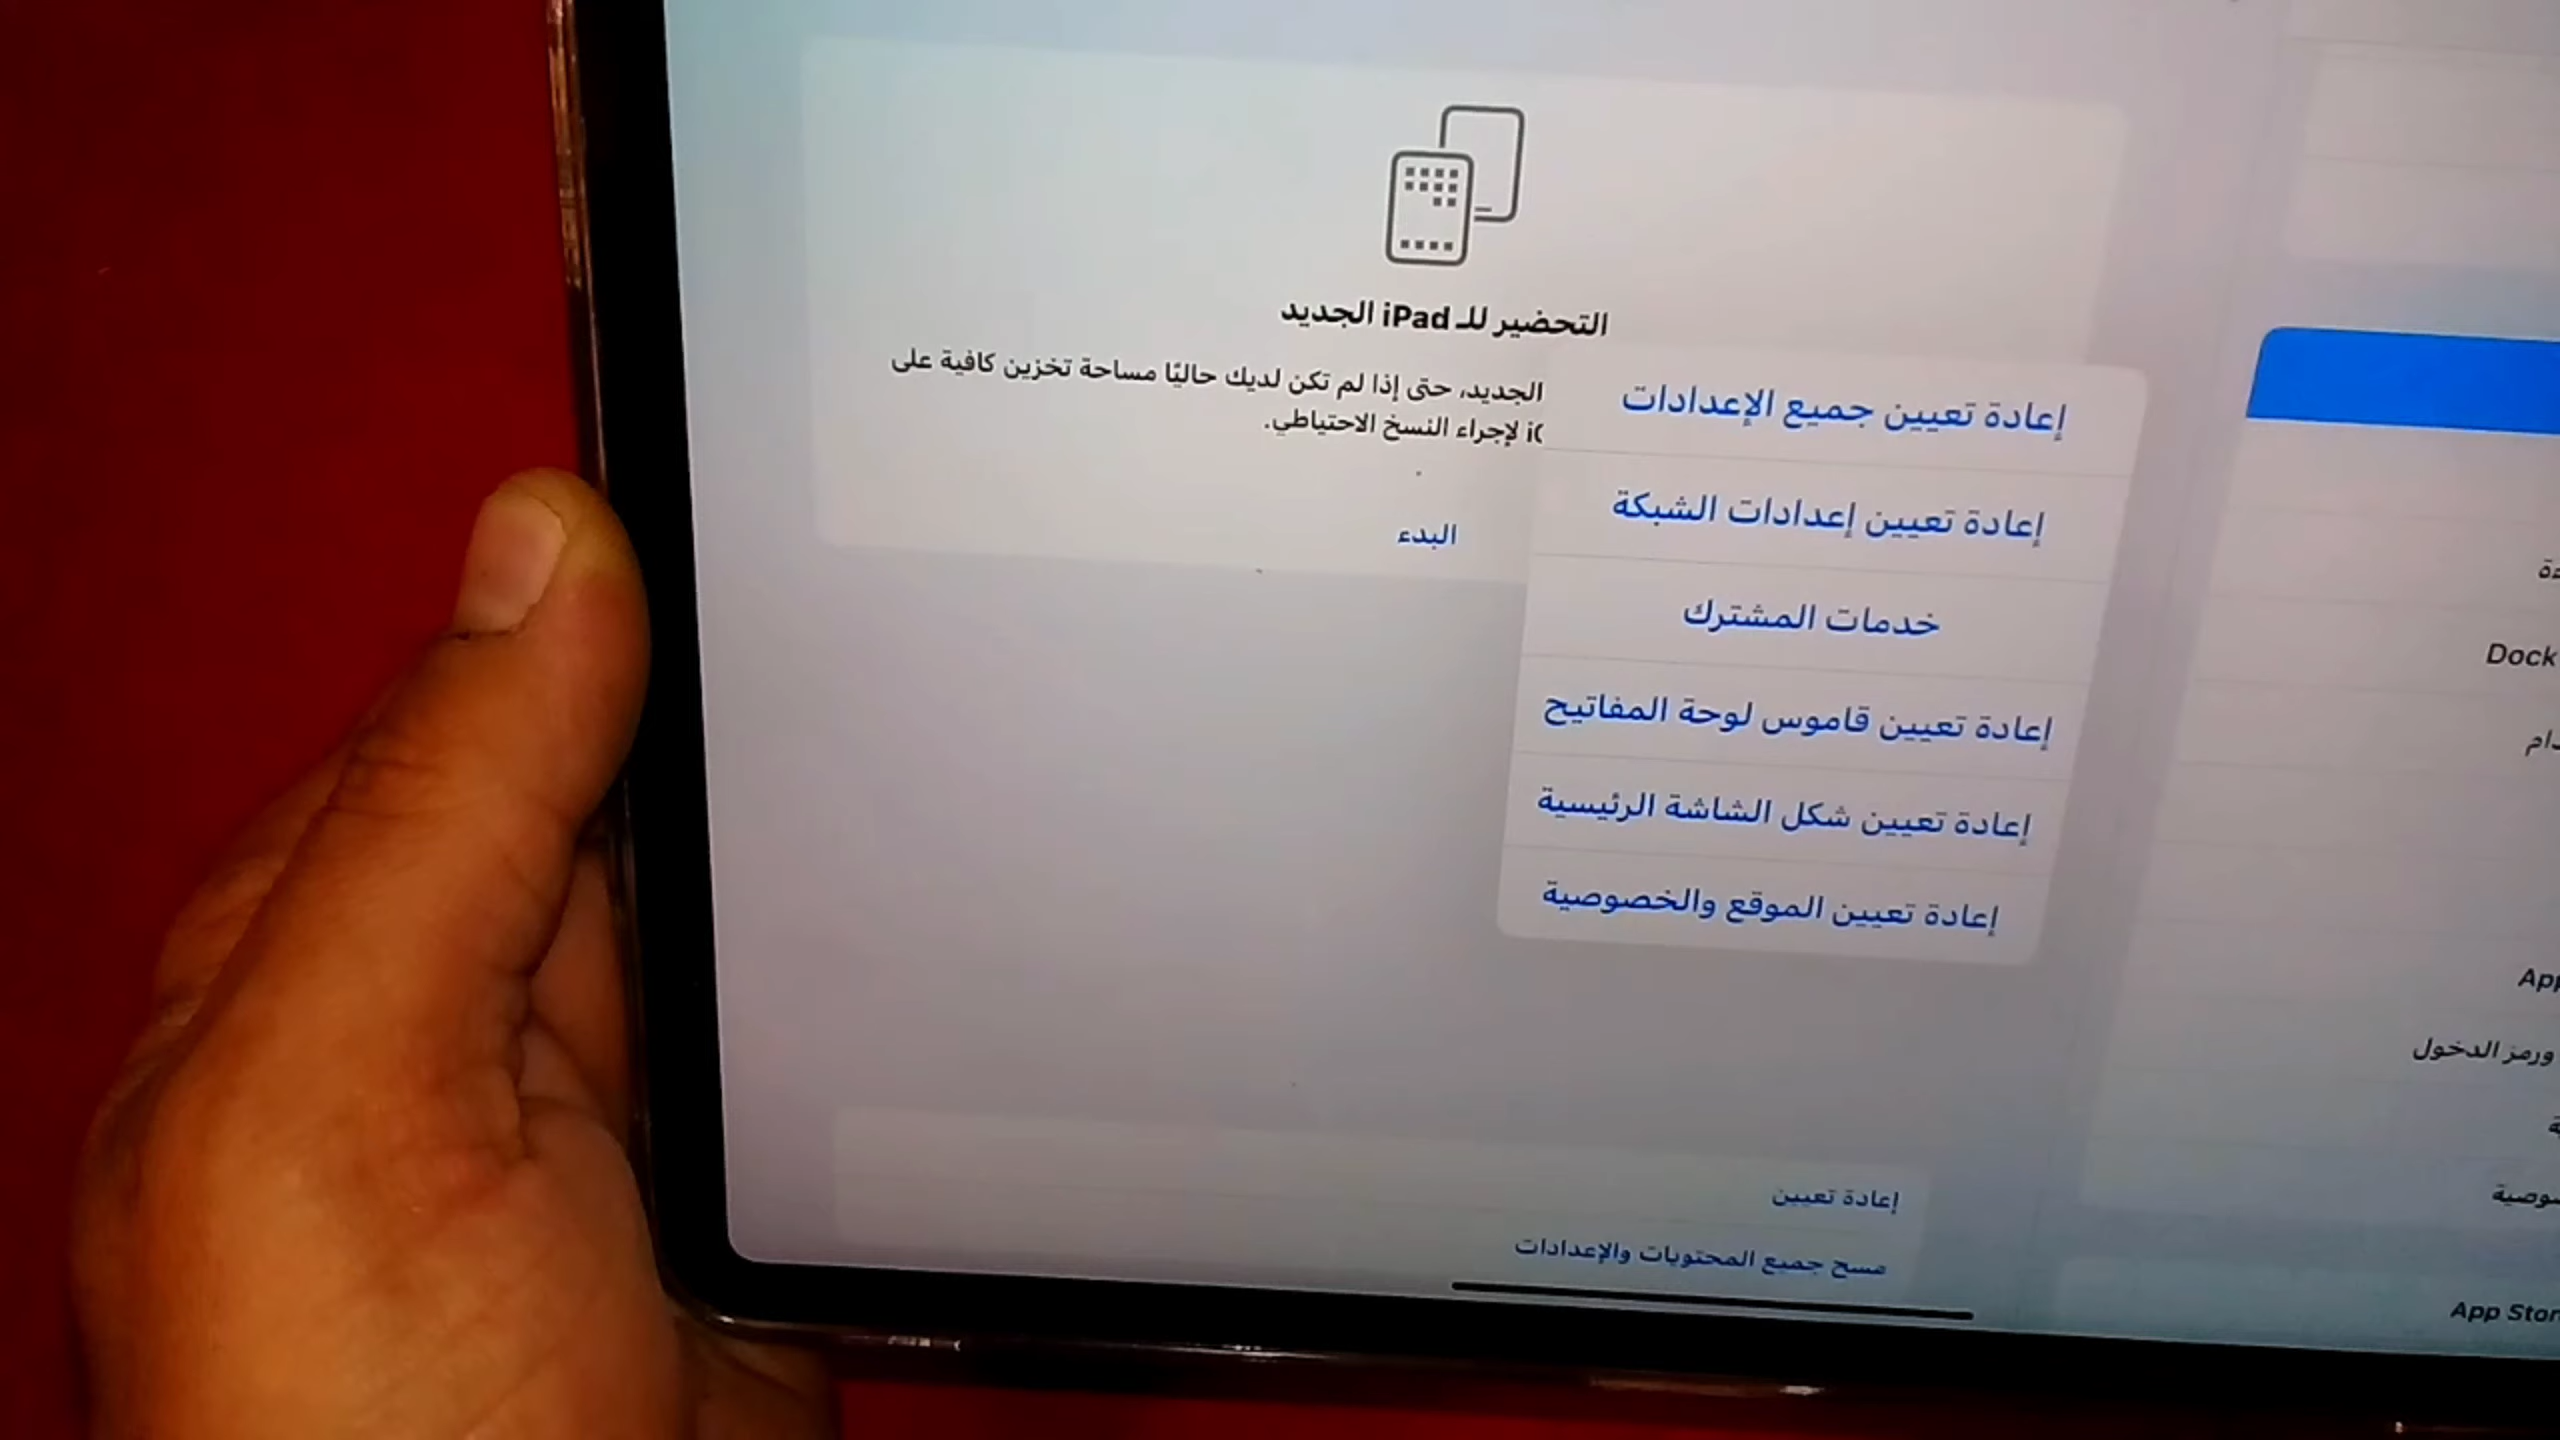 التحضير للـ iPad الجديد
الجديد، حتى إذا لم تكن لديك حاليًا مساحة تخزين كافية على
لإجراء النسخ الاحتياطي.
البدء
إعادة تعيين جميع الإعدادات
إعادة تعيين إعدادات الشبكة
خدمات المشترك
إعادة تعيين قاموس لوحة المفاتيح
إعادة تعيين شكل الشاشة الرئيسية
إعادة تعيين الموقع والخصوصية
إعادة تعيين
مسح جميع المحتويات والإعدادات
Dock
ورمز الدخول